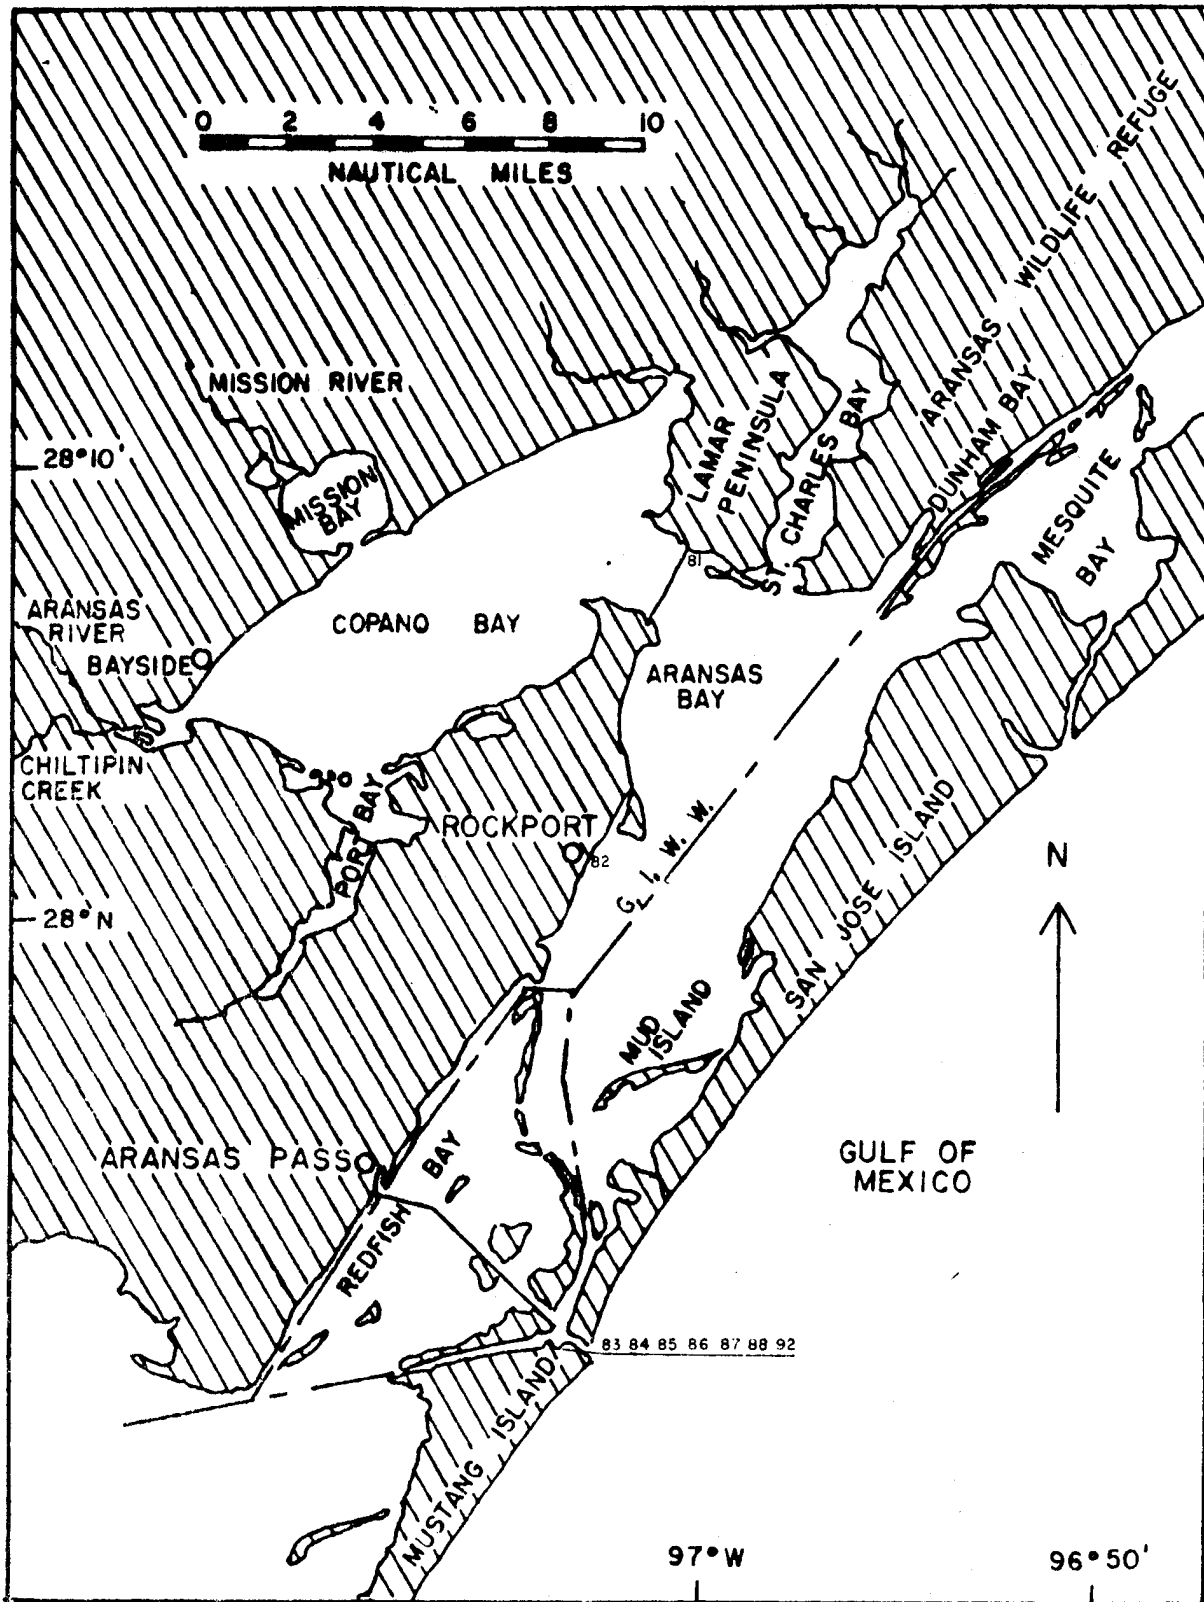 0 2 4 6 8 10
NAUTICAL MILES
ARANSAS WILDLIFE REFUGE
MISSION RIVER
LAMAR
PENINSULA
ST. CHARLES BAY
DUNHAM BAY
28°10'
MISSION
BAY
MESQUITE
BAY
81
ARANSAS
RIVER
BAYSIDE
COPANO BAY
ARANSAS
BAY
CHILTIPIN
CREEK
PORT BAY
ROCKPORT
82
G. I. W. W.
SAN JOSE ISLAND
N
28°N
MUD
ISLAND
ARANSAS PASS
REDFISH BAY
GULF OF
MEXICO
83 84 85 86 87 88 92
MUSTANG ISLAND
97°W
96°50'